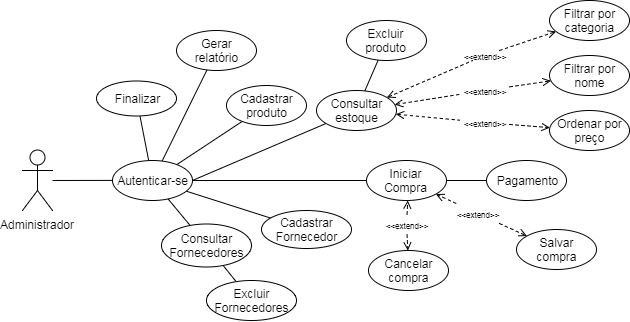 Filtrar por
categoria
Excluir
produto
Gerar
relatório
<<extend>>
Filtrar por
nome
Finalizar
Cadastrar
produto
Consultar
estoque
<<extend>>
<<extend>>
Ordenar por
preço
Autenticar-se
Iniciar
Compra
Pagamento
Administrador
Cadastrar
Fornecedor
<<extend>>
<<extend>>
Consultar
Fornecedores
Salvar
compra
Cancelar
compra
Excluir
Fornecedores